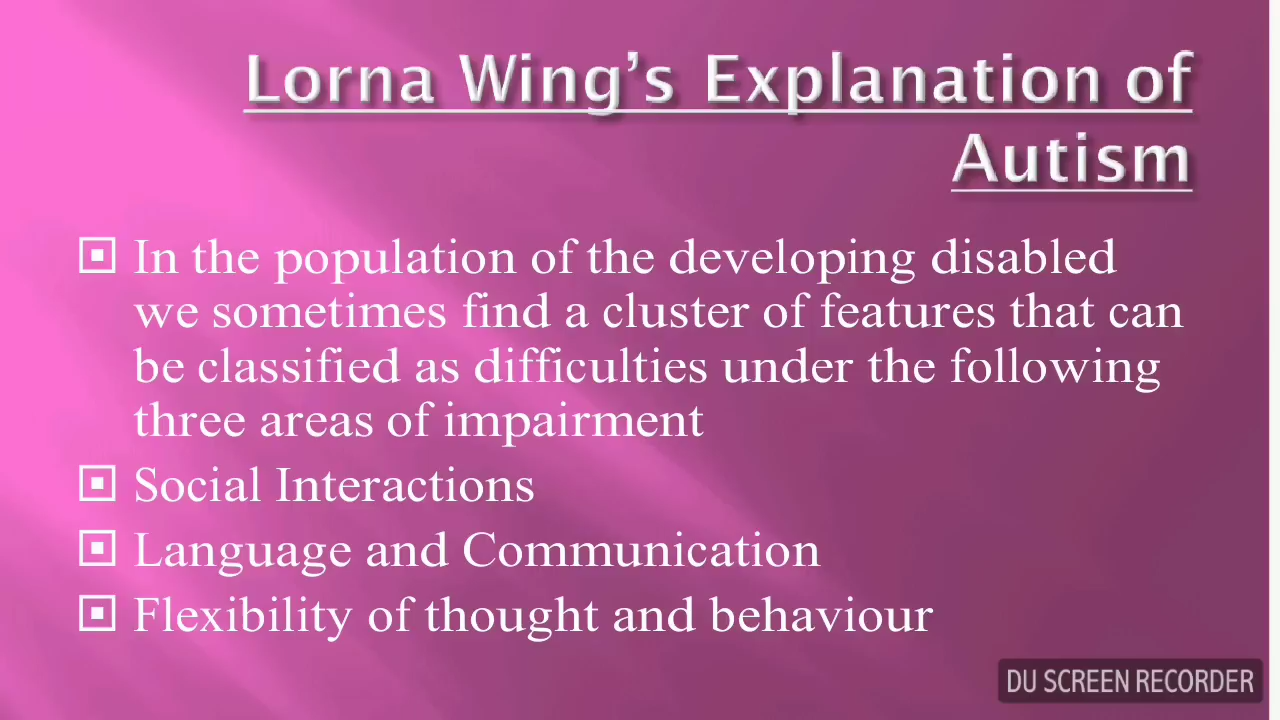 Lorna Wing's Explanation of
Autism
In the population of the developing disabled
we sometimes find a cluster of features that can
be classified as difficulties under the following
three areas of impairment
Social Interactions
Language and Communication
Flexibility of thought and behaviour
DU SCREEN RECORDER